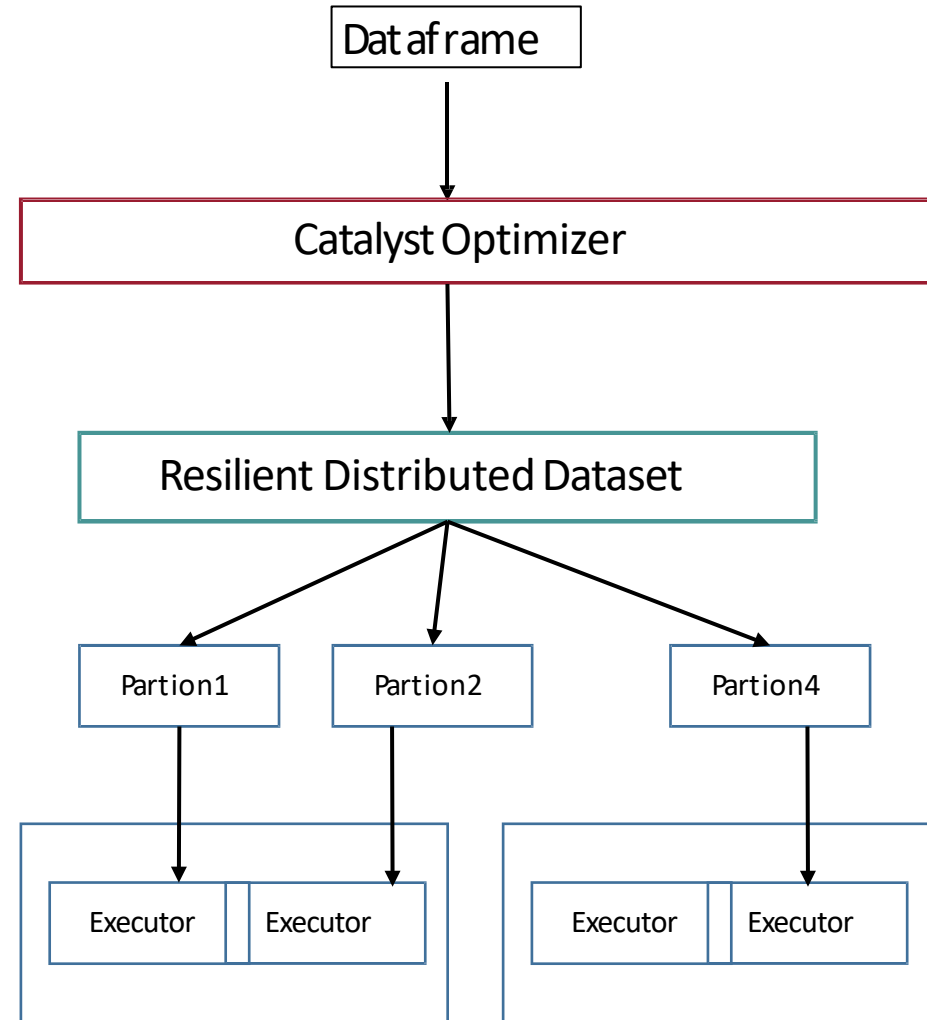 Dataframe
Catalyst Optimizer
Resilient Distributed Dataset
Partion1
Partion2
Partion4
Executor
Executor
Executor
Executor